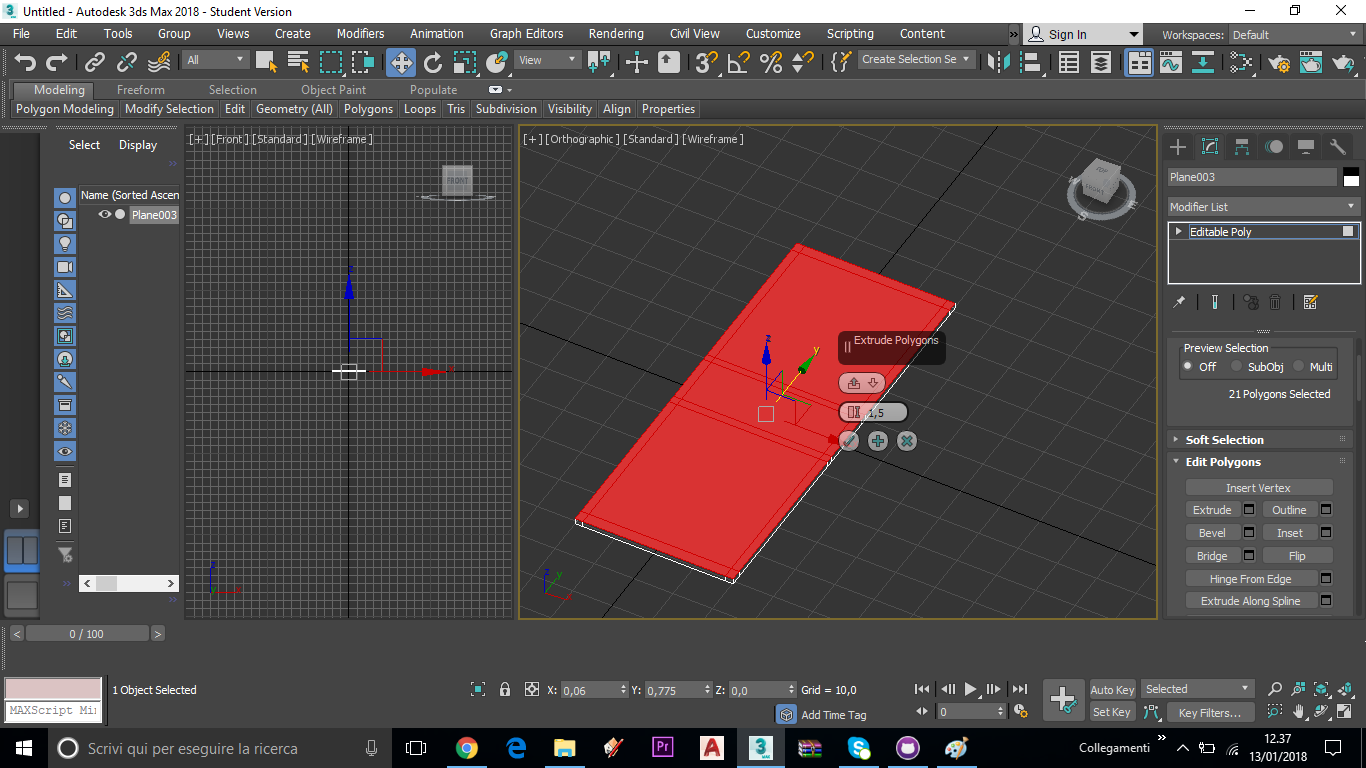 Untitled - Autodesk 3ds Max 2018 - Student Version
File Edit Tools Group Views Create Modifiers Animation Graph Editors Rendering Civil View Customize Scripting Content » Sign In Workspaces: Default
All View Create Selection Se
Modeling Freeform Selection Object Paint Populate
Polygon Modeling Modify Selection Edit Geometry (All) Polygons Loops Tris Subdivision Visibility Align Properties
Select Display
[+] [Front] [Standard] [Wireframe]
[+] [Orthographic] [Standard] [Wireframe]
FRONT
TOP
FRONT
S
E
Plane003
Modifier List
Name (Sorted Ascen
Plane003
Editable Poly
z
z
y
Extrude Polygons
1,5
Preview Selection
Off SubObj Multi
21 Polygons Selected
Soft Selection
Edit Polygons
Insert Vertex
Extrude Outline
Bevel Inset
Bridge Flip
Hinge From Edge
Extrude Along Spline
z
z y
< 0 / 100 >
1 Object Selected
X: 0,06 Y: 0,775 Z: 0,0 Grid = 10,0
Auto Key Selected
MAXScript Mi
Add Time Tag
0
Set Key Key Filters...
Scrivi qui per eseguire la ricerca
Pr
A
3
MAX
S
Collegamenti »
12.37
13/01/2018